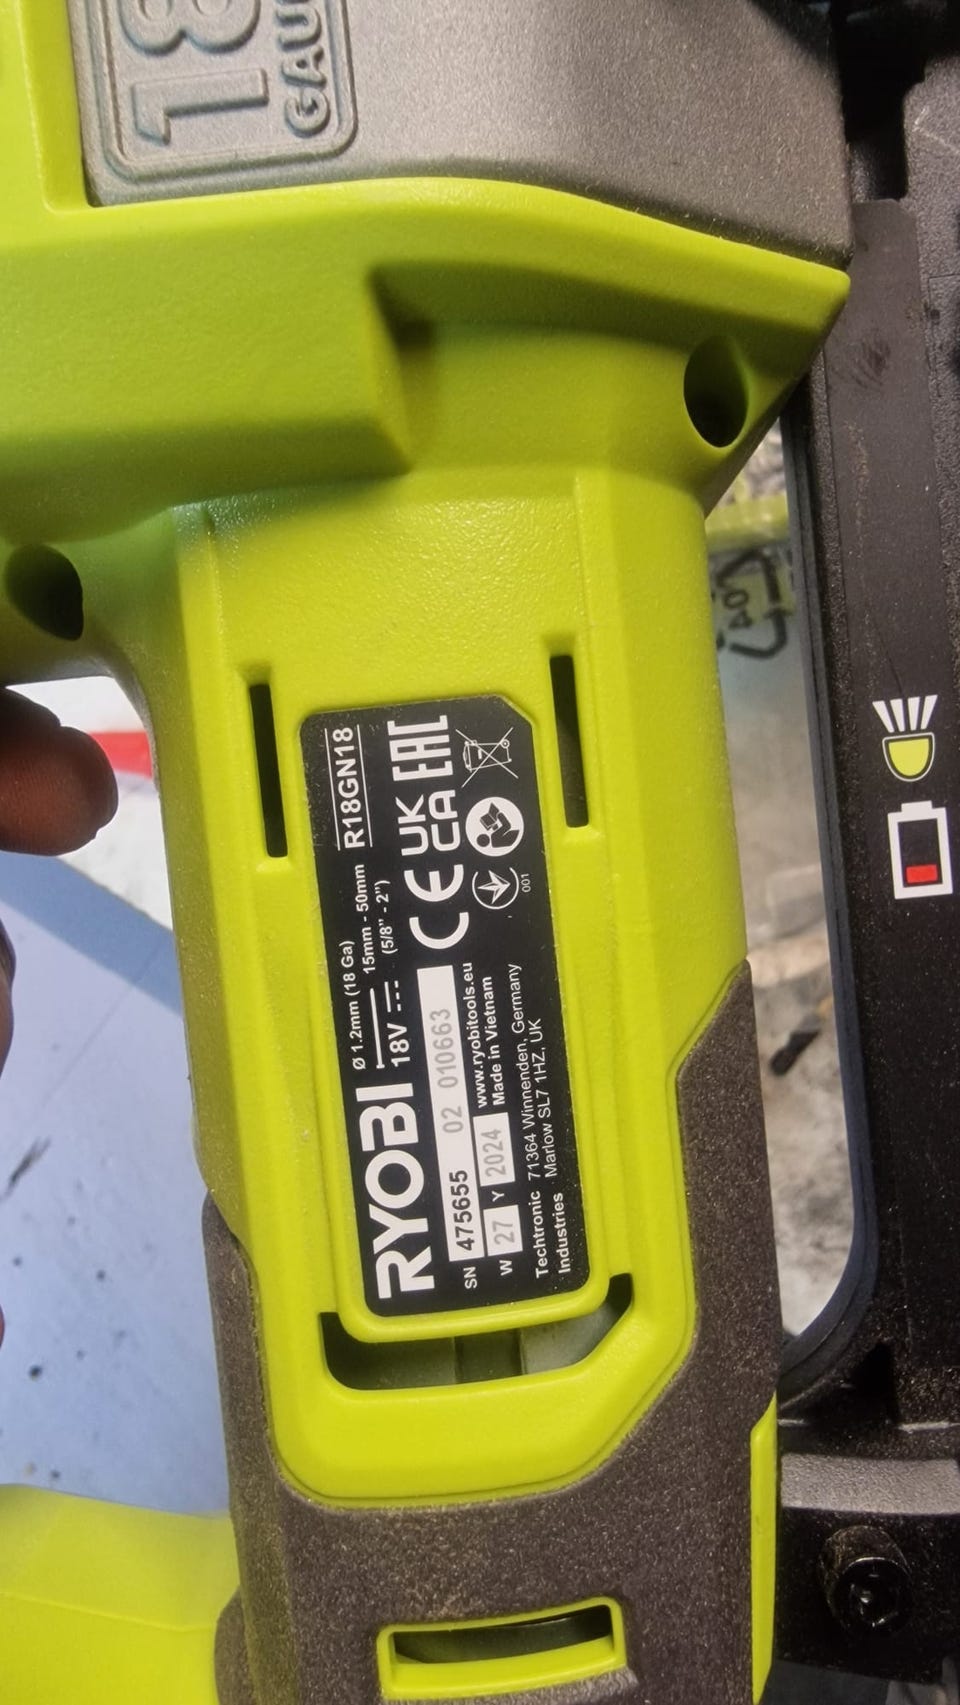 18
GAU
RYOBI
Ø 1.2mm (18 Ga)
15mm - 50mm
(5/8" - 2")
18V
R18GN18
CE UK CA EAC
SN 475655 02 010663
W 27 Y 2024
www.ryobitools.eu
Made in Vietnam
001
Techtronic Industries
71364 Winnenden, Germany
Marlow SL7 1HZ, UK